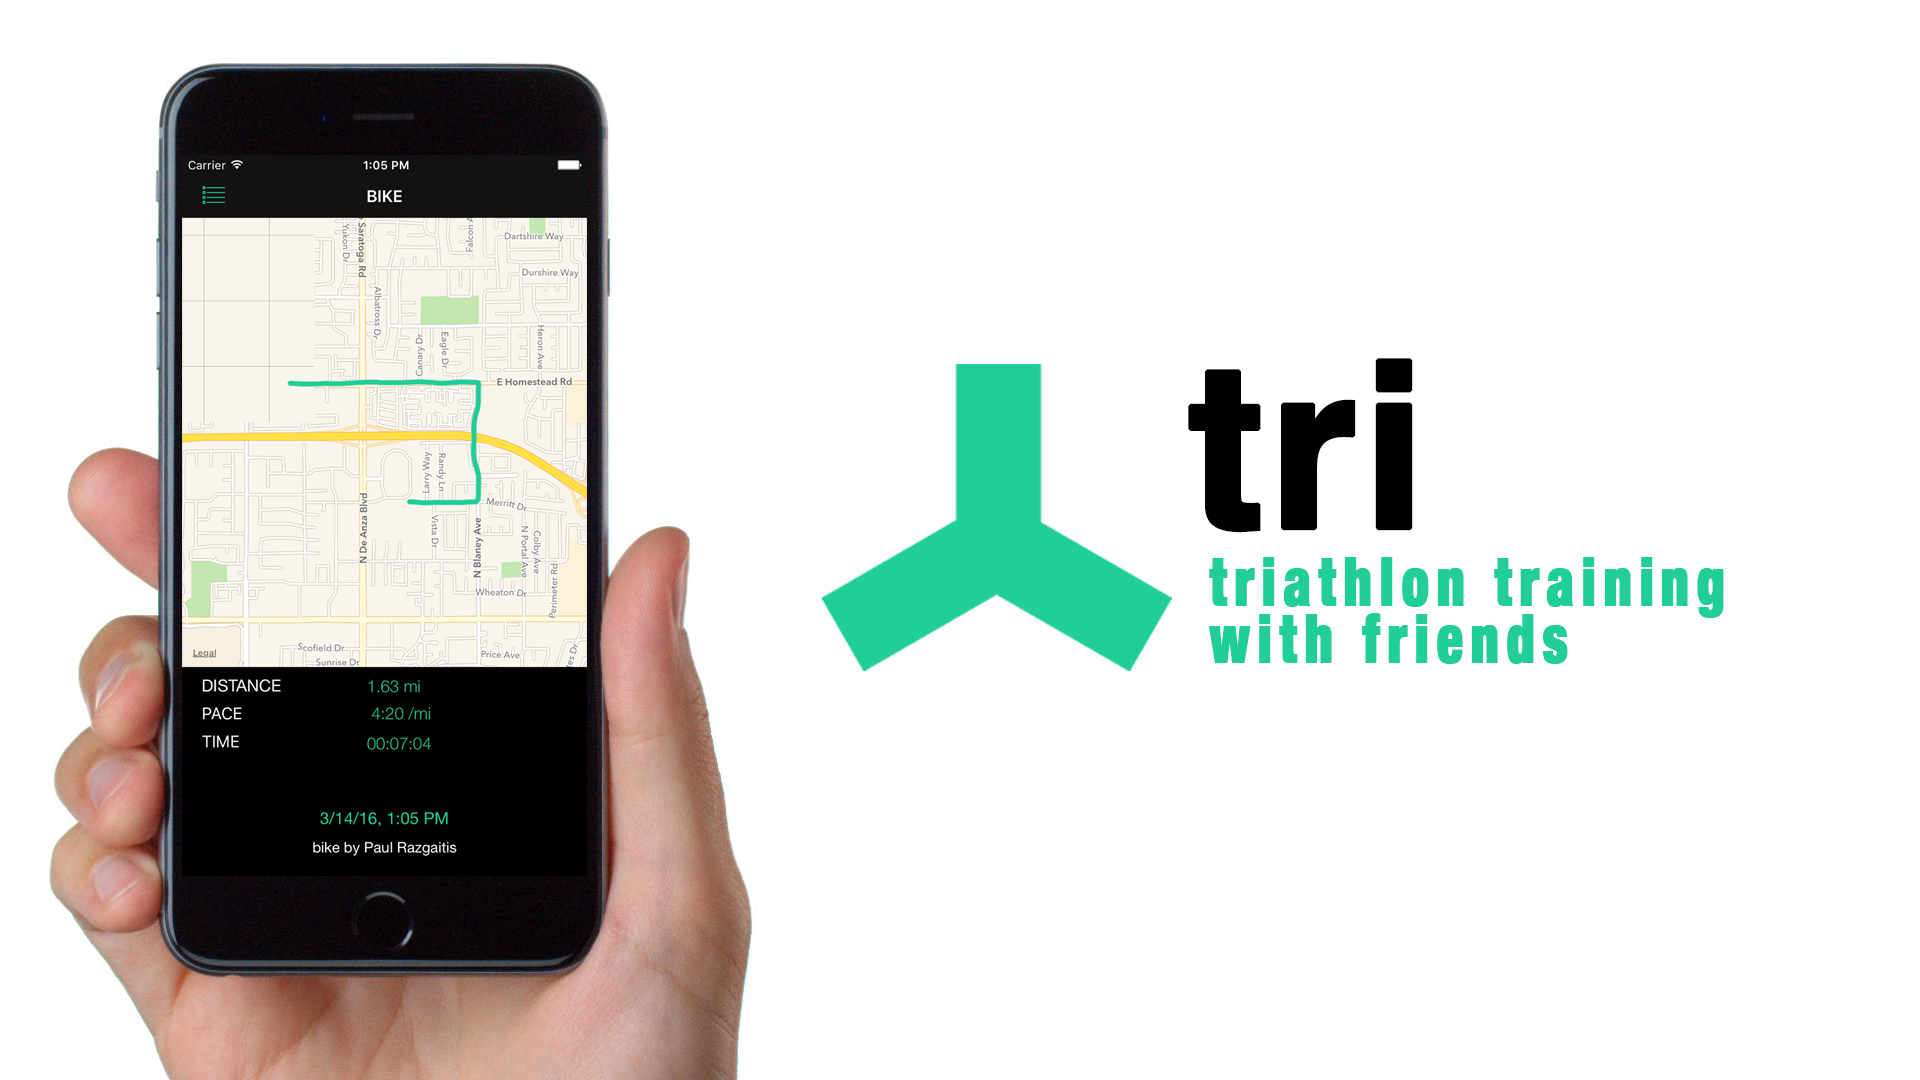 Carrier 1:05 PM
BIKE
Saratoga Rd
Yukon Dr
Falcon A
Dartshire Way
Durshire Way
Albatross Dr
Canary Dr
Eagle Dr
Heron Ave
E Homestead Rd
Larry Way
Randy Ln
Merritt Dr
N De Anza Blvd
Vista Dr
N Blaney Ave
N Portal Ave
Colby Ave
Perimeter Rd
Wheaton Dr
Scofield Dr
Sunrise Dr
Price Ave
res Dr
Legal
DISTANCE 1.63 mi
PACE 4:20 /mi
TIME 00:07:04
3/14/16, 1:05 PM
bike by Paul Razgaitis
tri
triathlon training
with friends